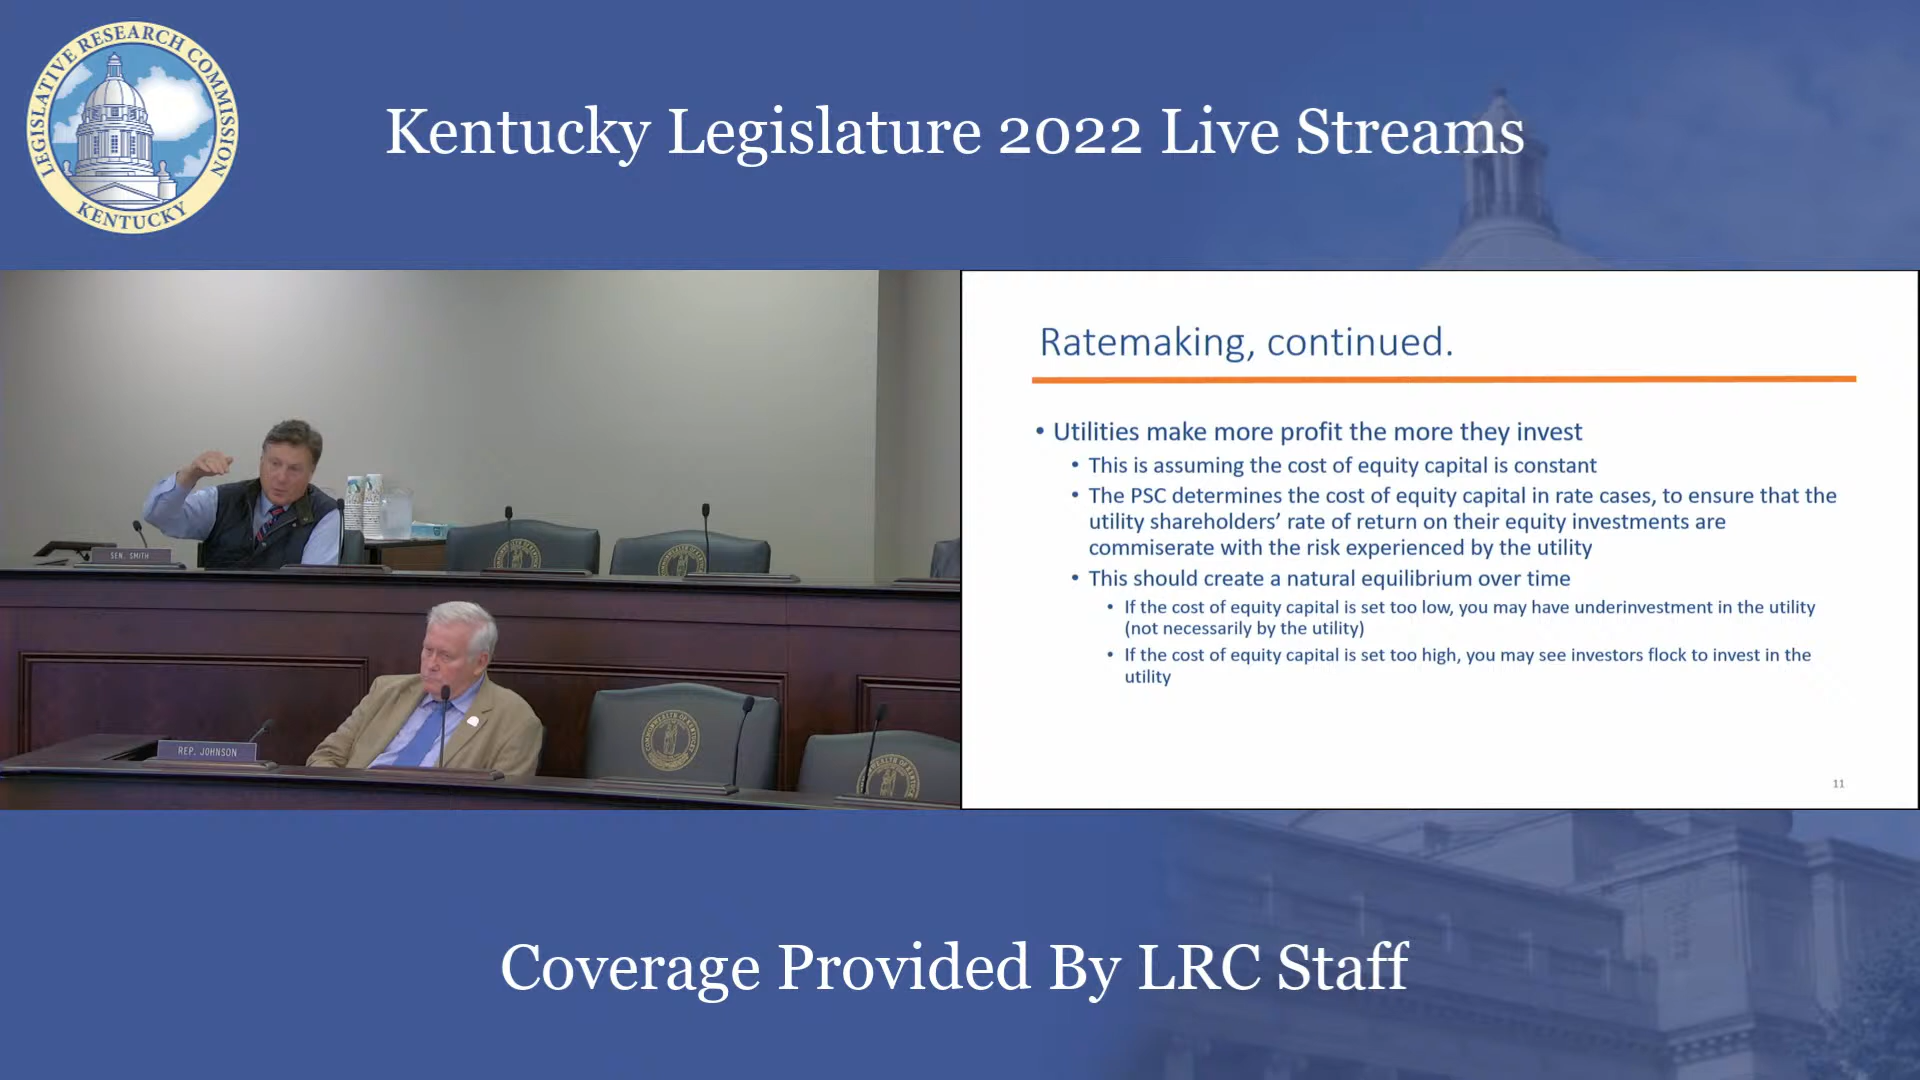 LEGISLATIVE RESEARCH COMMISSION
KENTUCKY
Kentucky Legislature 2022 Live Streams
SEN. SMITH
REP. JOHNSON
COMMONWEALTH OF KENTUCKY
Ratemaking, continued.
• Utilities make more profit the more they invest
• This is assuming the cost of equity capital is constant
• The PSC determines the cost of equity capital in rate cases, to ensure that the
utility shareholders’ rate of return on their equity investments are
commiserate with the risk experienced by the utility
• This should create a natural equilibrium over time
• If the cost of equity capital is set too low, you may have underinvestment in the utility
(not necessarily by the utility)
• If the cost of equity capital is set too high, you may see investors flock to invest in the
utility
11
Coverage Provided By LRC Staff